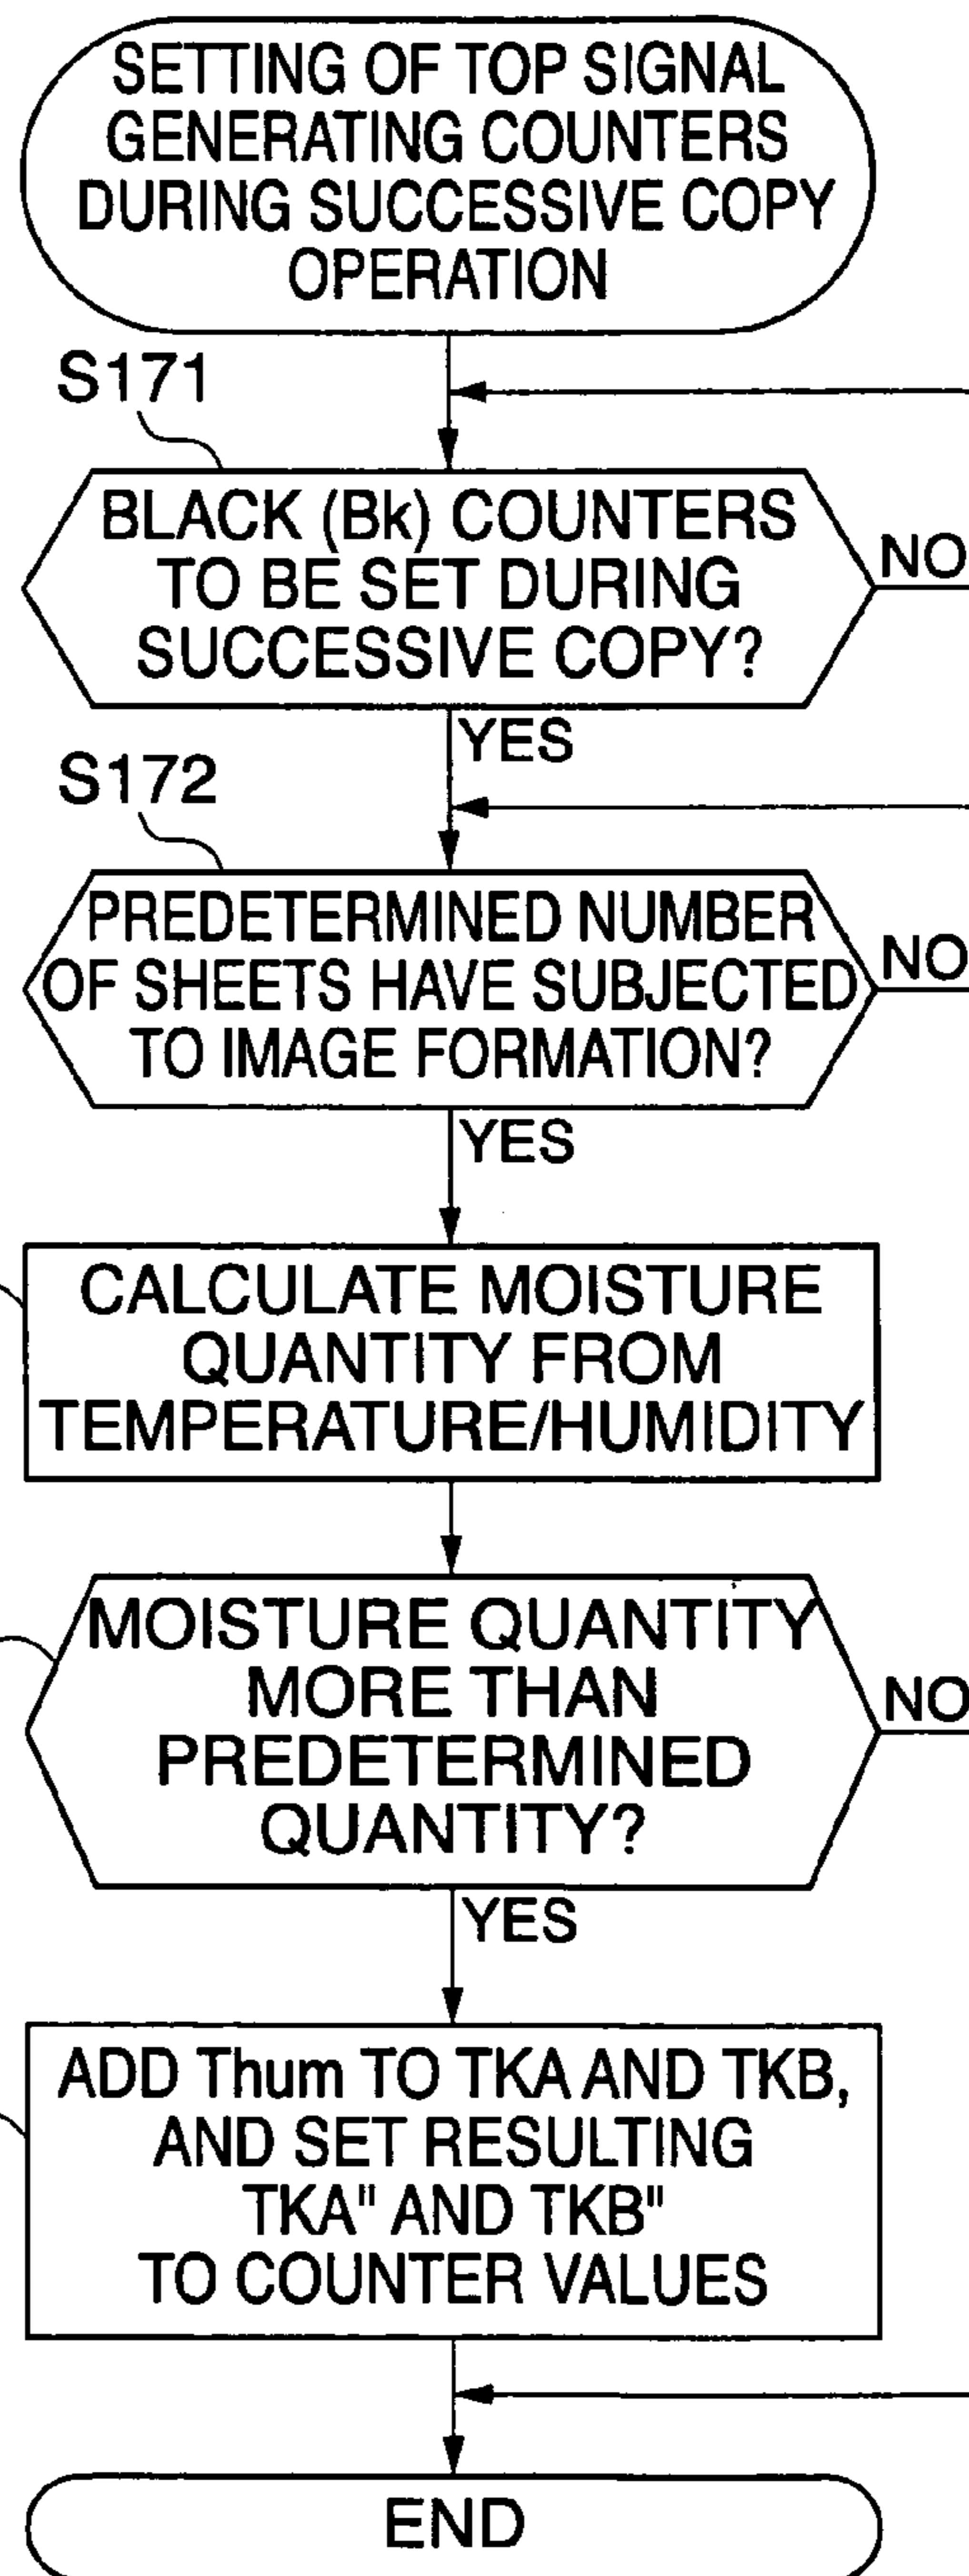 SETTING OF TOP SIGNAL
GENERATING COUNTERS
DURING SUCCESSIVE COPY
OPERATION
S171
BLACK (Bk) COUNTERS
TO BE SET DURING
SUCCESSIVE COPY?
NO
YES
S172
PREDETERMINED NUMBER
OF SHEETS HAVE SUBJECTED
TO IMAGE FORMATION?
NO
YES
CALCULATE MOISTURE
QUANTITY FROM
TEMPERATURE/HUMIDITY
MOISTURE QUANTITY
MORE THAN
PREDETERMINED
QUANTITY?
NO
YES
ADD Thum TO TKA AND TKB,
AND SET RESULTING
TKA" AND TKB"
TO COUNTER VALUES
END